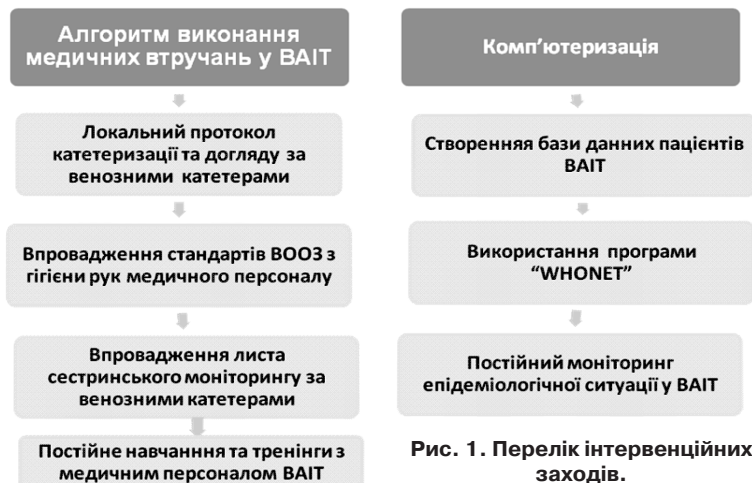 Алгоритм виконання
медичних втручань у ВАІТ
Локальний протокол
катетеризації та догляду за
венозними катетерами
Впровадження стандартів ВООЗ з
гігієни рук медичного персоналу
Впровадження листа
сестринського моніторингу за
венозними катетерами
Постійне навчанння та тренінги з
медичним персоналом ВАІТ
Комп’ютеризація
Створенняя бази данних пацієнтів
ВАІТ
Використання програми
“WHONET”
Постійний моніторинг
епідеміологічної ситуації у ВАІТ
Рис. 1. Перелік інтервенційних
заходів.